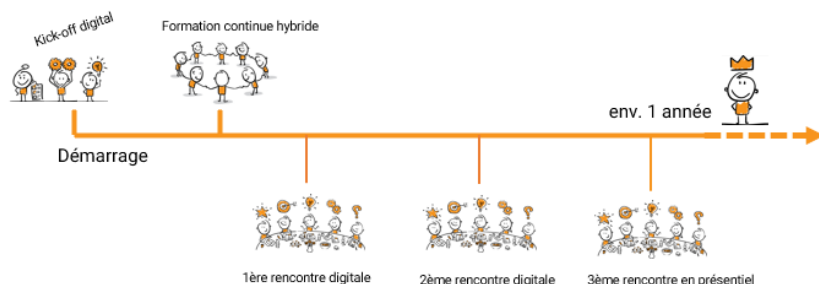 Kick-off digital
Formation continue hybride
env. 1 année
Démarrage
1ère rencontre digitale
2ème rencontre digitale
3ème rencontre en présentiel